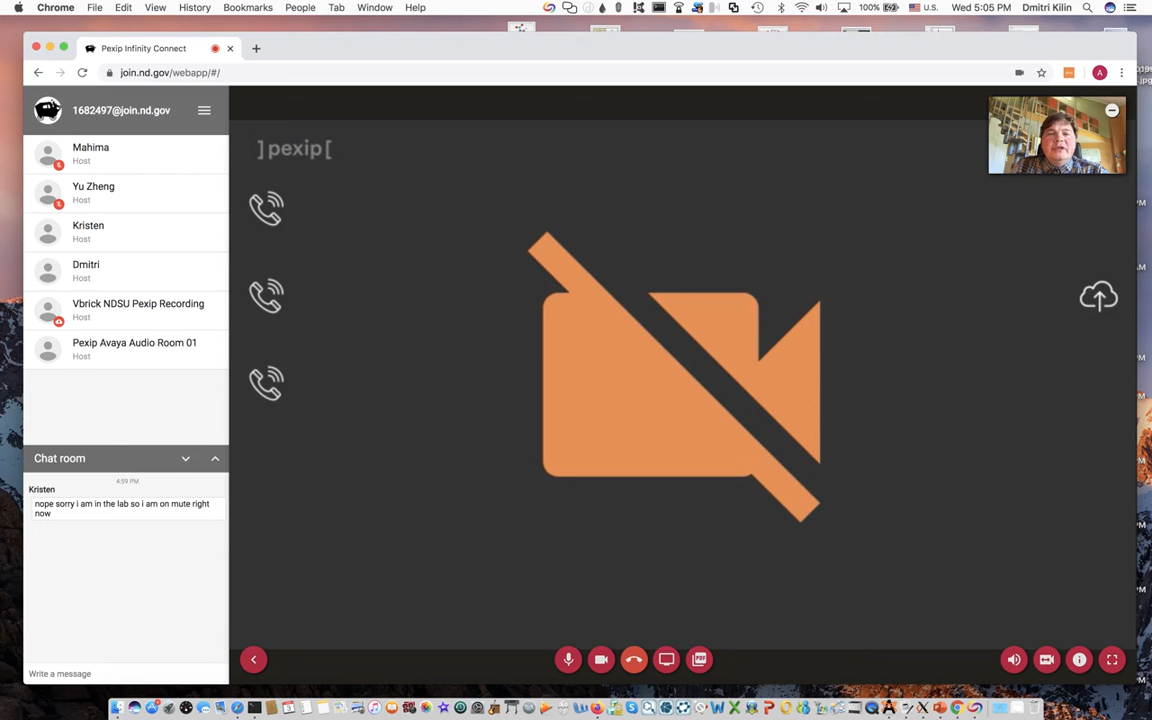 Chrome File Edit View History Bookmarks People Tab Window Help 100% U.S. Wed 5:05 PM Dmitri Kilin
Pexip Infinity Connect
join.nd.gov/webapp/#/
A
1682497@join.nd.gov
]pexip[
Mahima
Host
Yu Zheng
Host
Kristen
Host
Dmitri
Host
Vbrick NDSU Pexip Recording
Host
Pexip Avaya Audio Room 01
Host
Chat room
4:59 PM
Kristen
nope sorry i am in the lab so i am on mute right
now
Write a message
PDF